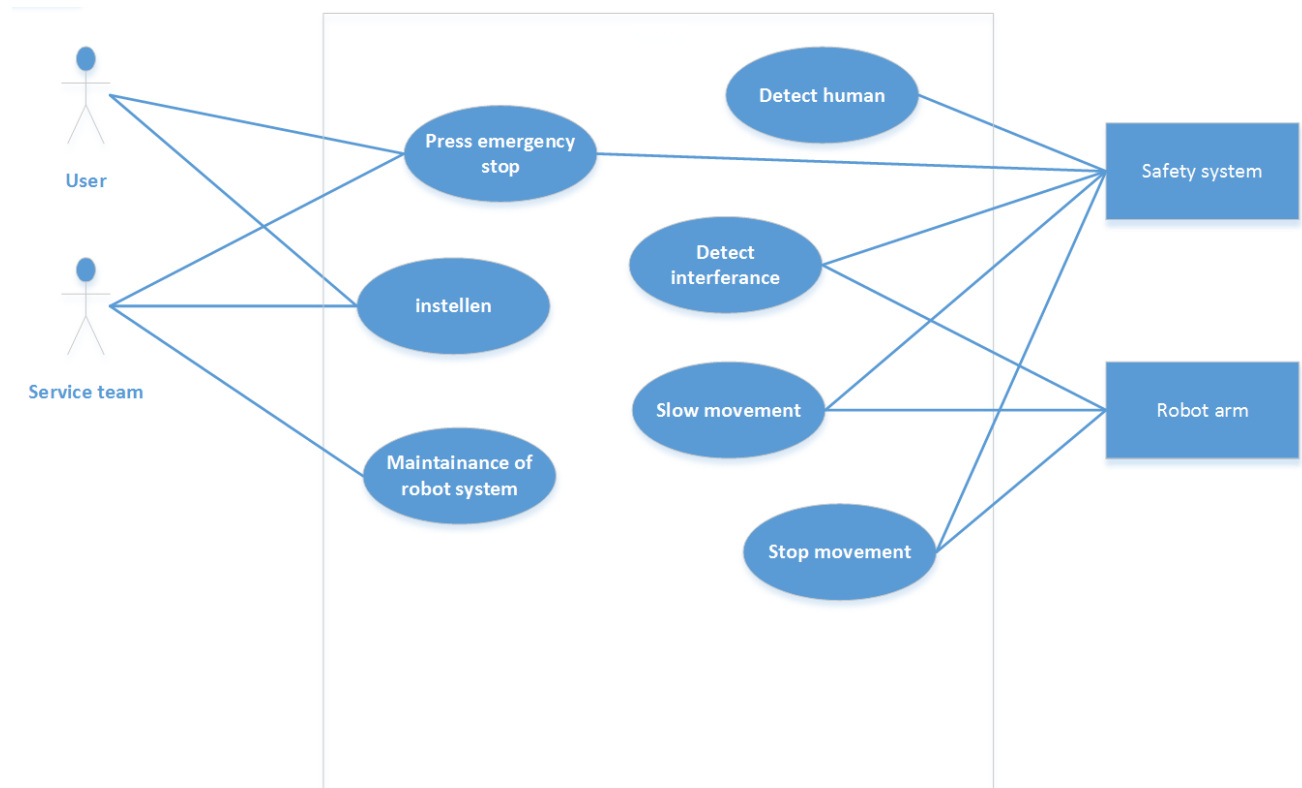 User
Service team
Press emergency
stop
instellen
Maintainance of
robot system
Detect human
Detect
interferance
Slow movement
Stop movement
Safety system
Robot arm